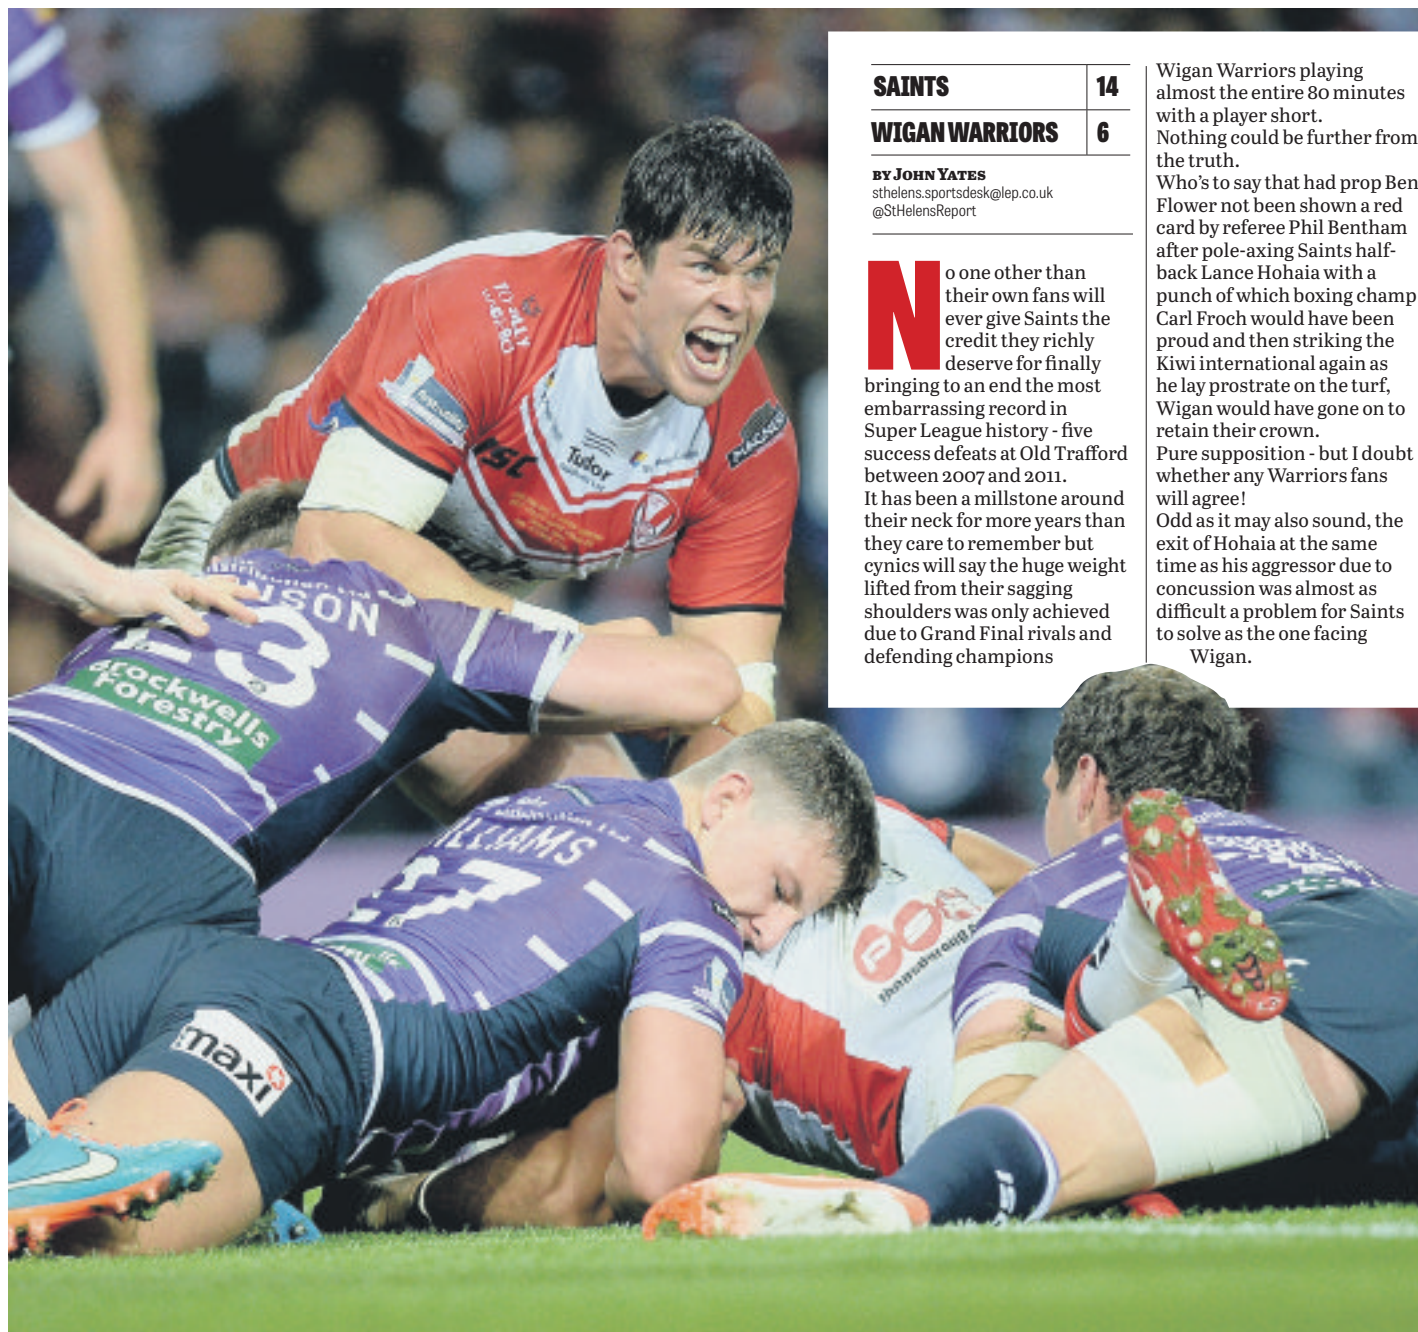 SAINTS 14
WIGAN WARRIORS 6
BY JOHN YATES
sthelens.sportsdesk@lep.co.uk
@StHelensReport
No one other than
their own fans will
ever give Saints the
credit they richly
deserve for finally
bringing to an end the most
embarrassing record in
Super League history - five
success defeats at Old Trafford
between 2007 and 2011.
It has been a millstone around
their neck for more years than
they care to remember but
cynics will say the huge weight
lifted from their sagging
shoulders was only achieved
due to Grand Final rivals and
defending champions
Wigan Warriors playing
almost the entire 80 minutes
with a player short.
Nothing could be further from
the truth.
Who's to say that had prop Ben
Flower not been shown a red
card by referee Phil Bentham
after pole-axing Saints half-
back Lance Hohaia with a
punch of which boxing champ
Carl Froch would have been
proud and then striking the
Kiwi international again as
he lay prostrate on the turf,
Wigan would have gone on to
retain their crown.
Pure supposition - but I doubt
whether any Warriors fans
will agree!
Odd as it may also sound, the
exit of Hohaia at the same
time as his aggressor due to
concussion was almost as
difficult a problem for Saints
to solve as the one facing
Wigan.
TOTALLY
WICKED
first utility
ISC
Tudor
MAGNERS
23
Brockwells
Forestry
27
maxi